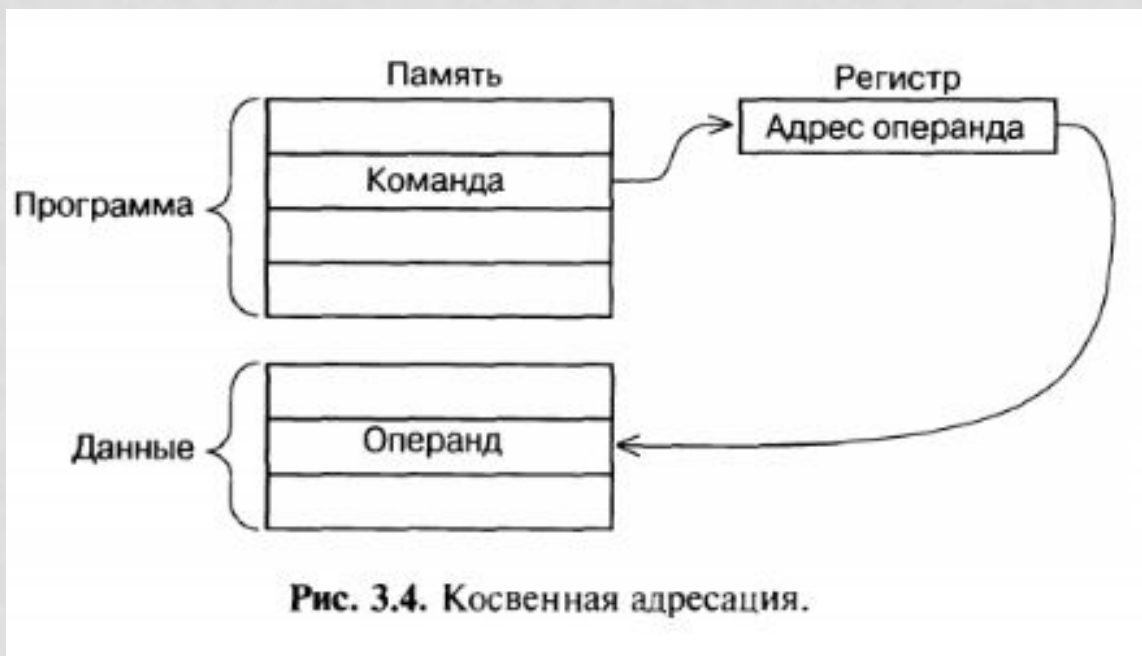 Память
Регистр
Адрес операнда
Команда
Программа
Данные
Операнд
Рис. 3.4. Косвенная адресация.